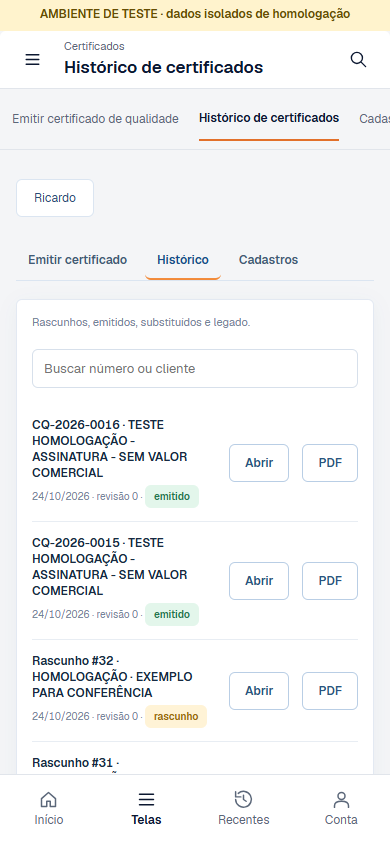 AMBIENTE DE TESTE · dados isolados de homologação
Certificados
Histórico de certificados
Emitir certificado de qualidade
Histórico de certificados
Cadas
Ricardo
Emitir certificado
Histórico
Cadastros
Rascunhos, emitidos, substituídos e legado.
Buscar número ou cliente
CQ-2026-0016 · TESTE
HOMOLOGAÇÃO -
ASSINATURA - SEM VALOR
COMERCIAL
24/10/2026 · revisão 0 · emitido
Abrir
PDF
CQ-2026-0015 · TESTE
HOMOLOGAÇÃO -
ASSINATURA - SEM VALOR
COMERCIAL
24/10/2026 · revisão 0 · emitido
Abrir
PDF
Rascunho #32 ·
HOMOLOGAÇÃO · EXEMPLO
PARA CONFERÊNCIA
24/10/2026 · revisão 0 · rascunho
Abrir
PDF
Rascunho #31 ·
Início
Telas
Recentes
Conta